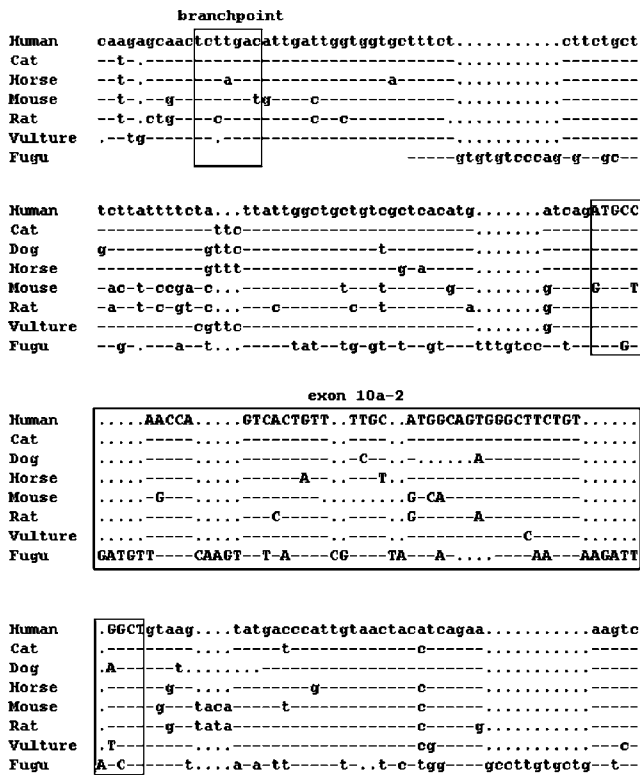 branchpoint
Human caagagcaactcttgacattgattggtggtgctttct...........cttctgct
Cat --t-.--------------------------------...........--------
Horse --t-.--------a----------------a------...........--------
Mouse --t-.--g--------tg----c--------------...........--------
Rat --t-.ctg----c---------c--c-----------...........--------
Vulture .--tg-------.------------------------...........--------
Fugu -----gtgtgtcccag-g--gc--
Human tcttattttcta...ttattggctgctgtcgctcacatg.......atcagATGCC
Cat ------------ttc------------------------.......----------
Dog g----------gttc--------------t---------.......----------
Horse -----------gttt----------------g-a-----.......----------
Mouse -ac-t-ccga-c...----------t---t------g--.......g----G---T
Rat -a--t-c-gt-c...---c-------c--t--------a.......g---------
Vulture ----------cgttc------------------------.......g---------
Fugu --g-.---a--t...-----tat--tg-gt-t--gt---tttgtcc--t-----G-
exon 10a-2
Human .....AACCA.....GTCACTGTT..TTGC..ATGGCAGTGGGCTTCTGT......
Cat .....-----.....---------..----..------------------......
Dog .....-----.....---------..-C--..-......A----------......
Horse .....-----.....------A--..---T..------------------......
Mouse .....-G---.....--------.........G-CA--------------......
Rat .....-----.....---C-----..----..G------A----------......
Vulture .....-----.....---------..----..------------C-----......
Fugu GATGTT----CAAGT--T-A----CG----TA---A-....----AA---AAGATT
Human .GGCTgtaag....tatgacccattgtaactacatcagaa...........aagtc
Cat .---------....-----t-------------c------...........-----
Dog .A------t-.......-----------------------...........-----
Horse .------g--....--------g----------c------...........-----
Mouse .-----g---taca-----t-------------c------...........-----
Rat .------g--tata-------------------c-----g...........-----
Vulture .T--------....-------------------cg-----...........---c-
Fugu A-C------t....a-a-tt----t-..t-c-tgg----gccttgtgctg--t--